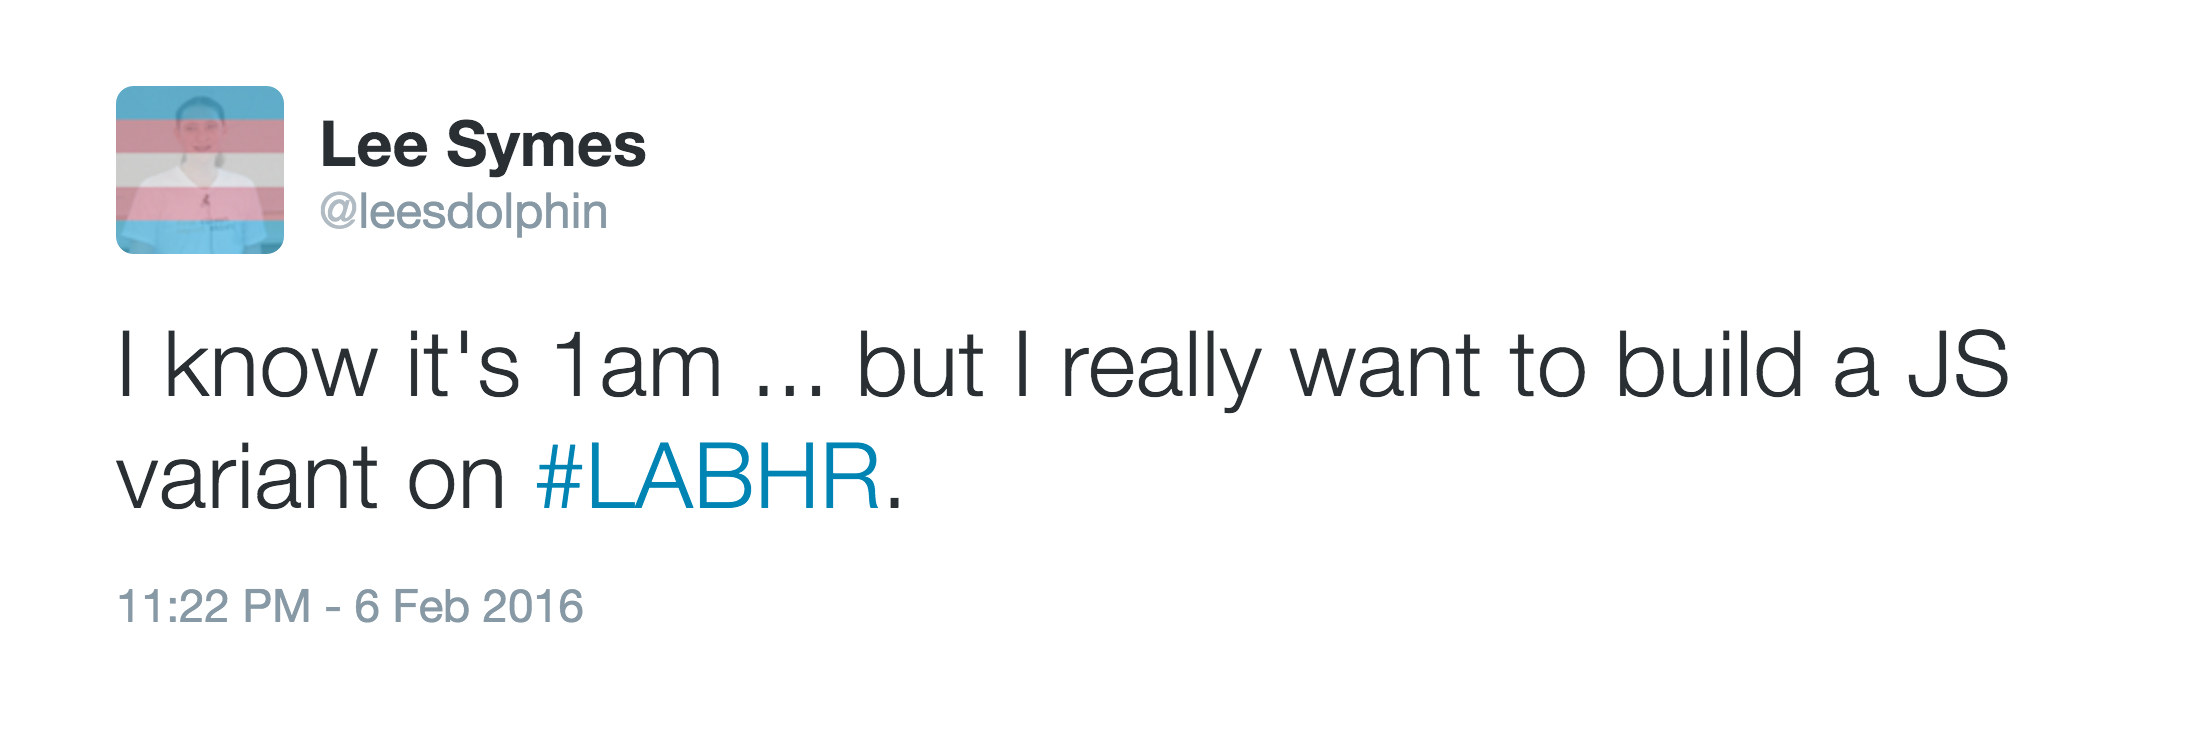 Lee Symes
@leesdolphin
I know it's 1am ... but I really want to build a JS
variant on #LABHR.
11:22 PM - 6 Feb 2016